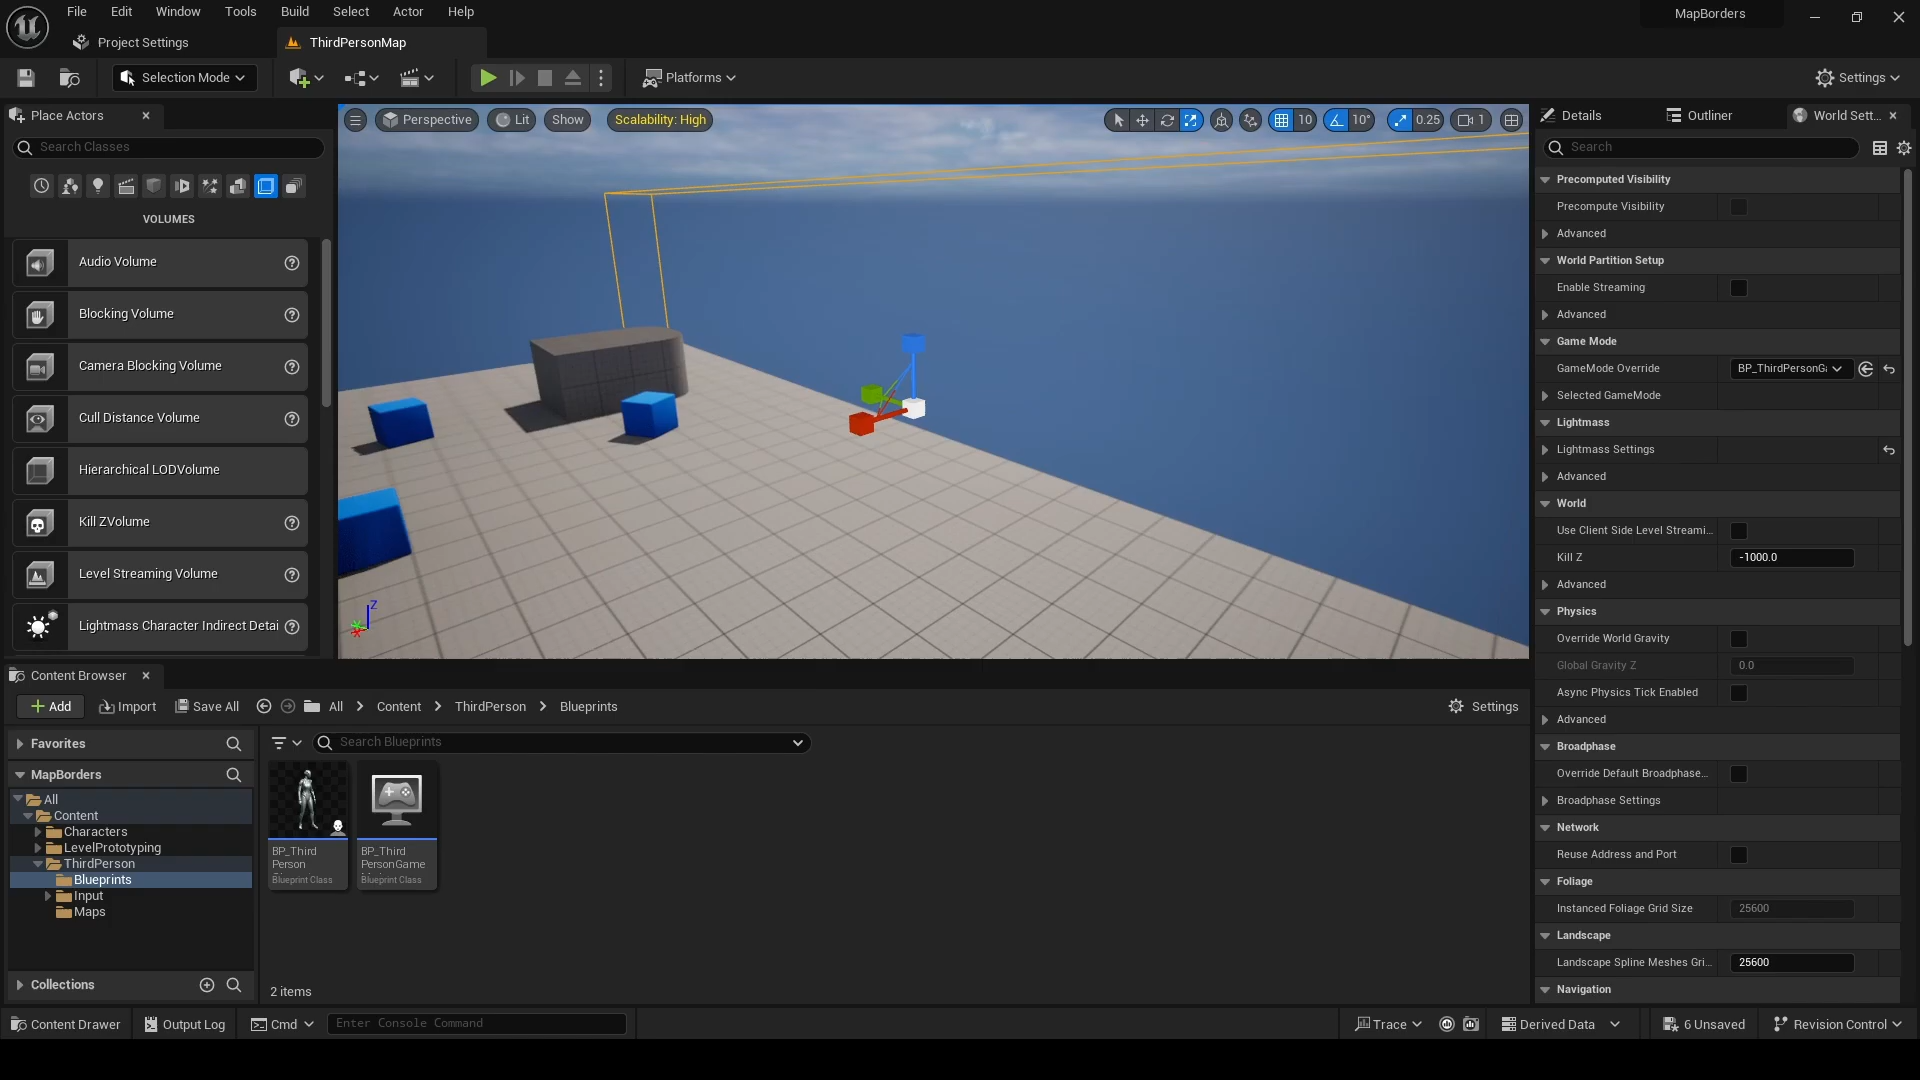 File Edit Window Tools Build Select Actor Help
MapBorders
Project Settings
ThirdPersonMap
Selection Mode
Platforms
Settings
Place Actors
Search Classes
VOLUMES
Audio Volume
Blocking Volume
Camera Blocking Volume
Cull Distance Volume
Hierarchical LODVolume
Kill ZVolume
Level Streaming Volume
Lightmass Character Indirect Detai
Perspective
Lit
Show
Scalability: High
10
10°
0.25
1
Z
Details
Outliner
World Sett...
Search
Precomputed Visibility
Precompute Visibility
Advanced
World Partition Setup
Enable Streaming
Advanced
Game Mode
GameMode Override BP_ThirdPersonGa
Selected GameMode
Lightmass
Lightmass Settings
Advanced
World
Use Client Side Level Streami...
Kill Z -1000.0
Advanced
Physics
Override World Gravity
Global Gravity Z 0.0
Async Physics Tick Enabled
Advanced
Broadphase
Override Default Broadphase...
Broadphase Settings
Network
Reuse Address and Port
Foliage
Instanced Foliage Grid Size 25600
Landscape
Landscape Spline Meshes Gri... 25600
Navigation
Content Browser
Add
Import
Save All
All
Content
ThirdPerson
Blueprints
Settings
Favorites
MapBorders
All
Content
Characters
LevelPrototyping
ThirdPerson
Blueprints
Input
Maps
Collections
Search Blueprints
BP_Third
Person
Blueprint Class
BP_Third
PersonGame
Blueprint Class
2 items
Content Drawer
Output Log
Cmd
Enter Console Command
Trace
Derived Data
6 Unsaved
Revision Control